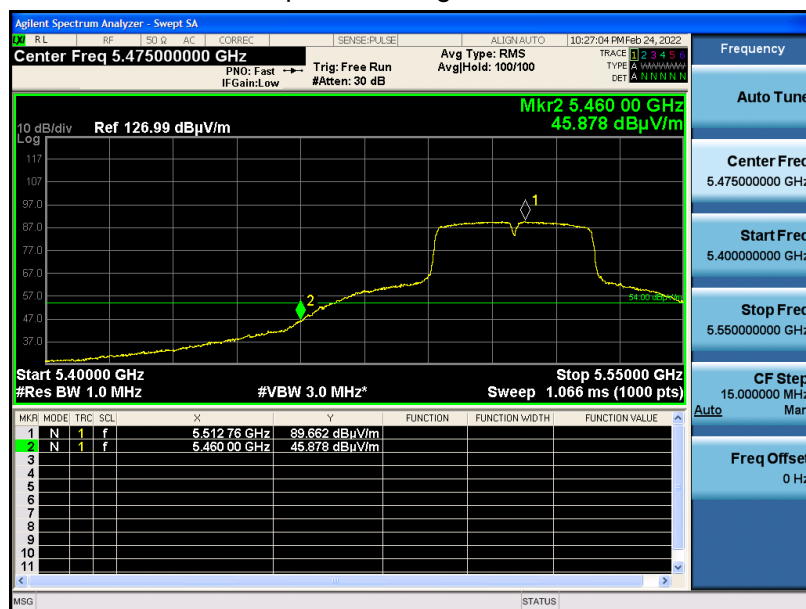 Agilent Spectrum Analyzer - Swept SA
LXI RL RF 50 Ω AC CORREC SENSE:PULSE ALIGN AUTO 10:27:04 PM Feb 24, 2022
Center Freq 5.475000000 GHz
PNO: Fast
IFGain:Low
Trig: Free Run
#Atten: 30 dB
Avg Type: RMS
Avg|Hold: 100/100
TRACE 1 2 3 4 5 6
TYPE A
DET A N N N N N
Mkr2 5.460 00 GHz
45.878 dBµV/m
10 dB/div Ref 126.99 dBµV/m
Log
117
107
97.0
87.0
77.0
67.0
57.0
47.0
37.0
1
2
54.00 dBµV/m
Start 5.40000 GHz Stop 5.55000 GHz
#Res BW 1.0 MHz #VBW 3.0 MHz* Sweep 1.066 ms (1000 pts)
MKR MODE TRC SCL X Y FUNCTION FUNCTION WIDTH FUNCTION VALUE
1 N 1 f 5.512 76 GHz 89.662 dBµV/m
2 N 1 f 5.460 00 GHz 45.878 dBµV/m
3
4
5
6
7
8
9
10
11
MSG STATUS
Frequency
Auto Tune
Center Freq
5.475000000 GHz
Start Freq
5.400000000 GHz
Stop Freq
5.550000000 GHz
CF Step
15.000000 MHz
Auto Man
Freq Offset
0 Hz